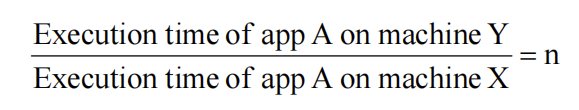 Execution time of app A on machine Y
= n
Execution time of app A on machine X